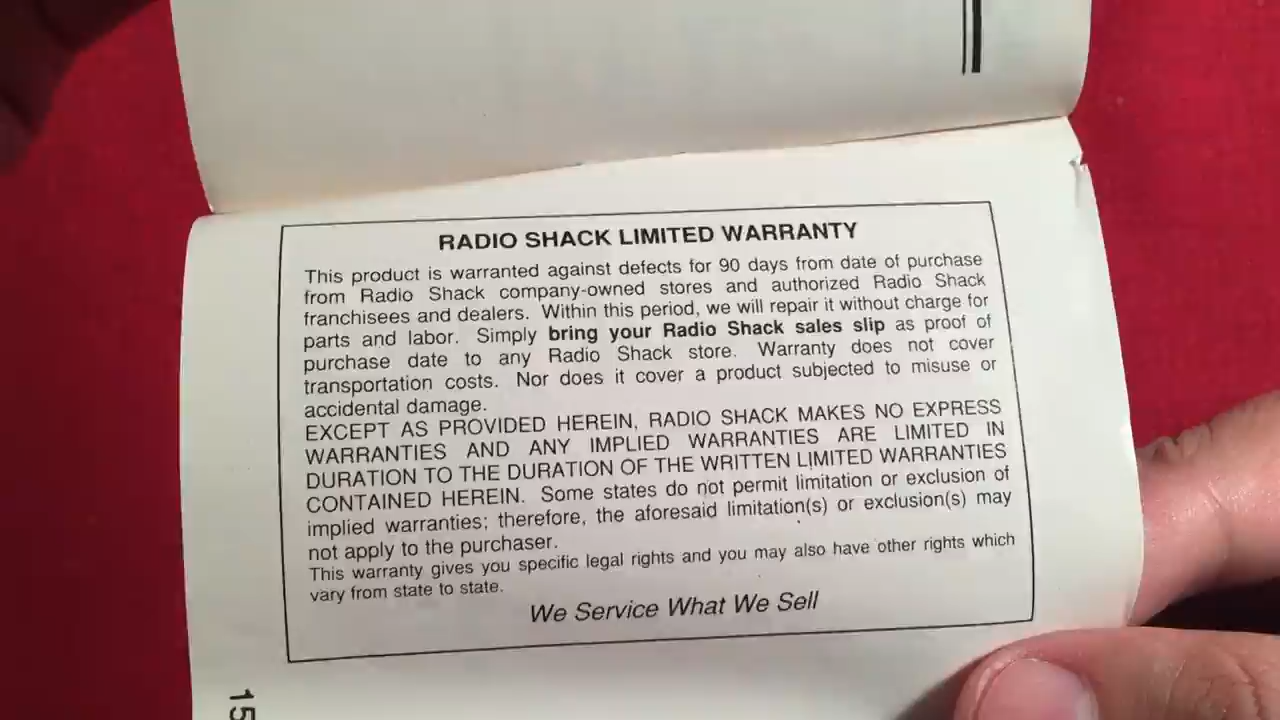 RADIO SHACK LIMITED WARRANTY
This product is warranted against defects for 90 days from date of purchase
from Radio Shack company-owned stores and authorized Radio Shack
franchisees and dealers. Within this period, we will repair it without charge for
parts and labor. Simply bring your Radio Shack sales slip as proof of
purchase date to any Radio Shack store. Warranty does not cover
transportation costs. Nor does it cover a product subjected to misuse or
accidental damage.
EXCEPT AS PROVIDED HEREIN, RADIO SHACK MAKES NO EXPRESS
WARRANTIES AND ANY IMPLIED WARRANTIES ARE LIMITED IN
DURATION TO THE DURATION OF THE WRITTEN LIMITED WARRANTIES
CONTAINED HEREIN. Some states do not permit limitation or exclusion of
implied warranties; therefore, the aforesaid limitation(s) or exclusion(s) may
not apply to the purchaser.
This warranty gives you specific legal rights and you may also have other rights which
vary from state to state.
We Service What We Sell
15